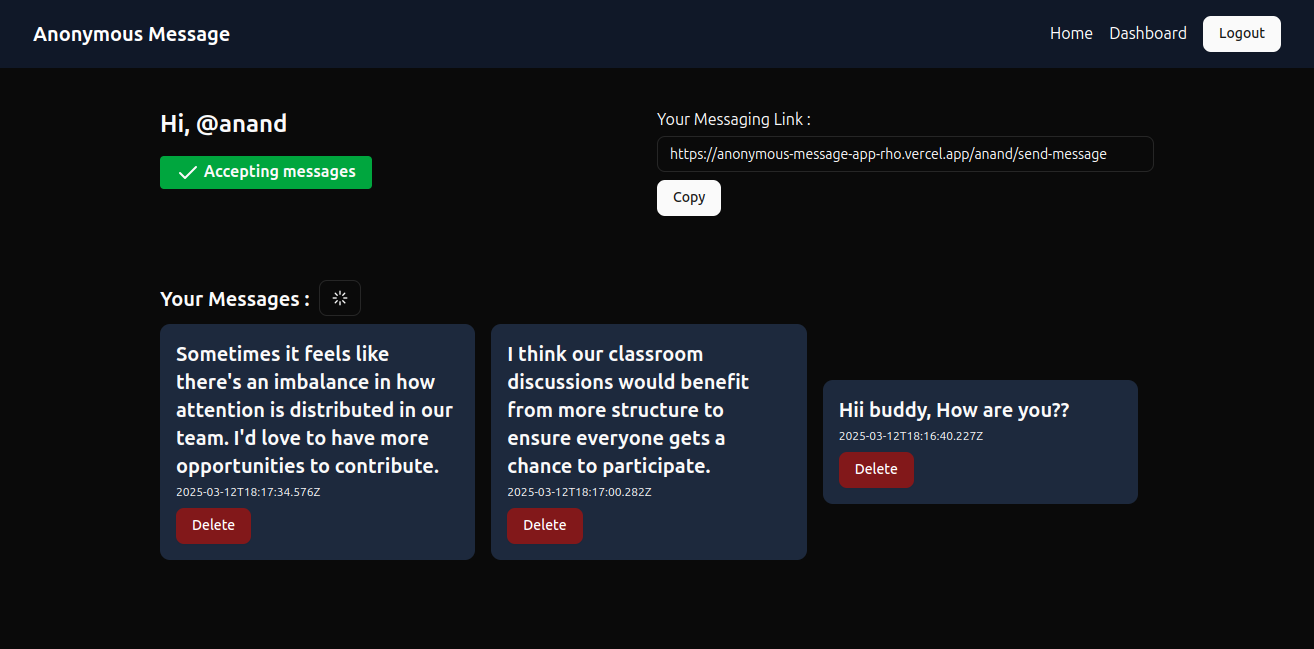 Anonymous Message
Home
Dashboard
Logout
Hi, @anand
Accepting messages
Your Messaging Link :
https://anonymous-message-app-rho.vercel.app/anand/send-message
Copy
Your Messages :
Sometimes it feels like
there's an imbalance in how
attention is distributed in our
team. I'd love to have more
opportunities to contribute.
2025-03-12T18:17:34.576Z
Delete
I think our classroom
discussions would benefit
from more structure to
ensure everyone gets a
chance to participate.
2025-03-12T18:17:00.282Z
Delete
Hii buddy, How are you??
2025-03-12T18:16:40.227Z
Delete